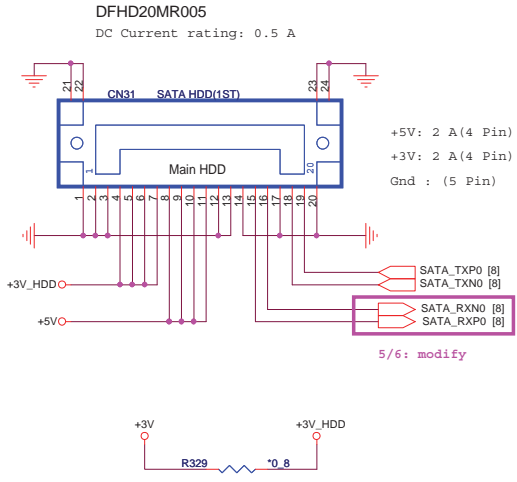 DFHD20MR005
DC Current rating: 0.5 A
21
22
23
24
CN31 SATA HDD(1ST)
+5V: 2 A(4 Pin)
+3V: 2 A(4 Pin)
Gnd : (5 Pin)
1
20
Main HDD
1 2 3 4 5 6 7 8 9 10 11 12 13 14 15 16 17 18 19 20
SATA_TXP0 [8]
SATA_TXN0 [8]
+3V_HDD
SATA_RXN0 [8]
SATA_RXP0 [8]
+5V
5/6: modify
+3V +3V_HDD
R329 *0_8